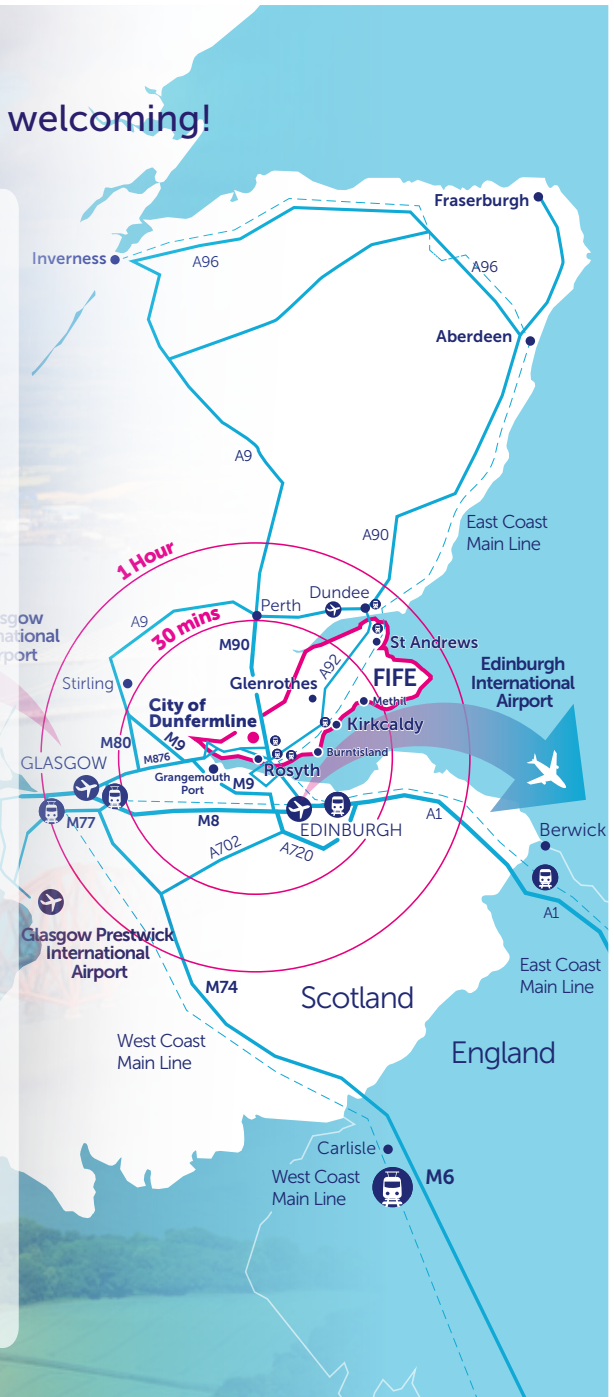 welcoming!
Fraserburgh
Inverness
A96
A96
Aberdeen
A9
A90
East Coast
Main Line
1 Hour
Dundee
A9
30 mins
Perth
M90
St Andrews
A92
Stirling
Glenrothes
FIFE
Edinburgh
International
Airport
City of
Dunfermline
Methil
Kirkcaldy
M80
M9
M876
Burntisland
GLASGOW
Rosyth
Grangemouth
Port
M9
M77
M8
EDINBURGH
A1
A702
A720
Berwick
A1
Glasgow Prestwick
International
Airport
East Coast
Main Line
M74
Scotland
West Coast
Main Line
England
Carlisle
West Coast
Main Line
M6